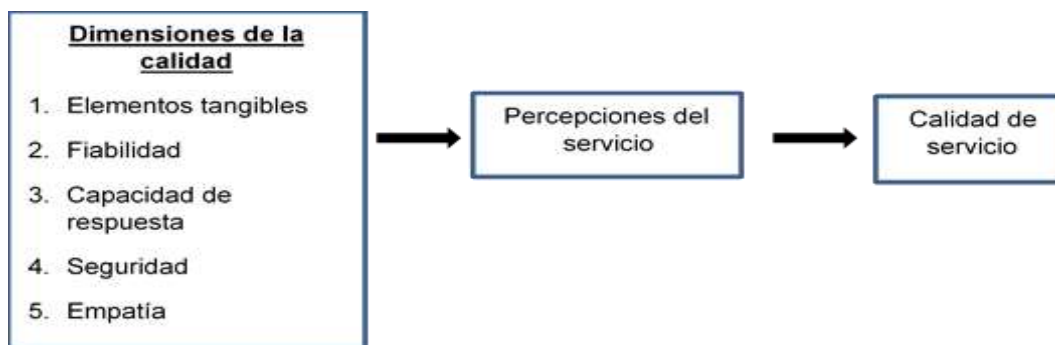 Dimensiones de la
calidad
1. Elementos tangibles
2. Fiabilidad
3. Capacidad de
respuesta
4. Seguridad
5. Empatía
Percepciones del
servicio
Calidad de
servicio